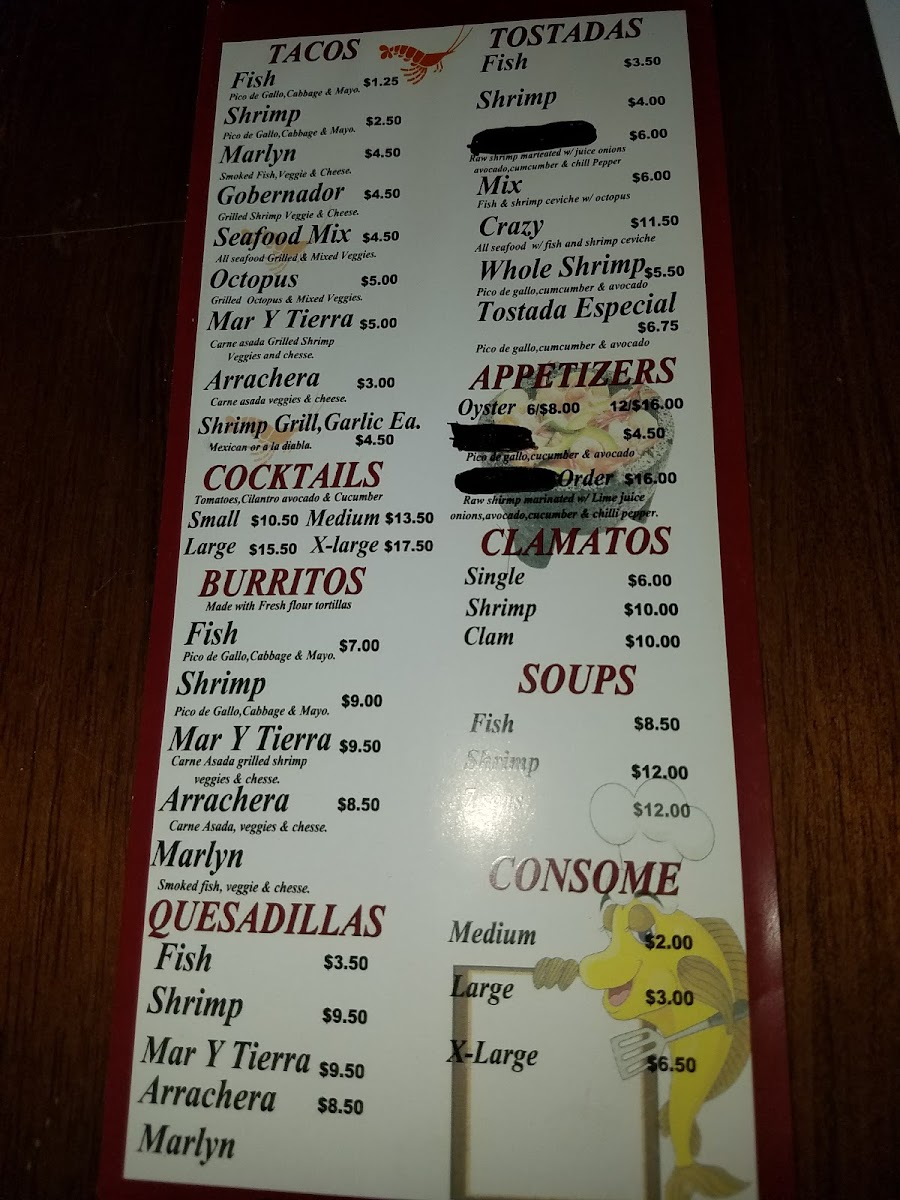 TACOS
Fish $1.25
Pico de Gallo,Cabbage & Mayo.
Shrimp $2.50
Pico de Gallo,Cabbage & Mayo.
Marlyn $4.50
Smoked Fish,Veggie & Cheese.
Gobernador $4.50
Grilled Shrimp Veggie & Cheese.
Seafood Mix $4.50
All seafood Grilled & Mixed Veggies.
Octopus $5.00
Grilled Octopus & Mixed Veggies.
Mar Y Tierra $5.00
Carne asada Grilled Shrimp
Veggies and chesse.
Arrachera $3.00
Carne asada veggies & cheese.
Shrimp Grill,Garlic Ea.
Mexican or a la diabla. $4.50
COCKTAILS
Tomatoes,Cilantro avocado & Cucumber
Small $10.50 Medium $13.50
Large $15.50 X-large $17.50
BURRITOS
Made with Fresh flour tortillas
Fish $7.00
Pico de Gallo,Cabbage & Mayo.
Shrimp $9.00
Pico de Gallo,Cabbage & Mayo.
Mar Y Tierra $9.50
Carne Asada grilled shrimp
veggies & chesse.
Arrachera $8.50
Carne Asada, veggies & chesse.
Marlyn
Smoked fish, veggie & chesse.
QUESADILLAS
Fish $3.50
Shrimp $9.50
Mar Y Tierra $9.50
Arrachera $8.50
Marlyn
TOSTADAS
Fish $3.50
Shrimp $4.00
$6.00
Raw shrimp marieated w/ juice onions
avocado,cumcumber & chill Pepper
Mix $6.00
Fish & shrimp ceviche w/ octopus
Crazy $11.50
All seafood w/ fish and shrimp ceviche
Whole Shrimp $5.50
Pico de gallo,cumcumber & avocado
Tostada Especial
$6.75
Pico de gallo,cumcumber & avocado
APPETIZERS
Oyster 6/$8.00 12/$16.00
$4.50
Pico de gallo,cucumber & avocado
Order $16.00
Raw shirmp marinated w/ Lime juice
onions,avocado,cucumber & chilli pepper.
CLAMATOS
Single $6.00
Shrimp $10.00
Clam $10.00
SOUPS
Fish $8.50
Shrimp $12.00
$12.00
CONSOME
Medium $2.00
Large $3.00
X-Large $6.50